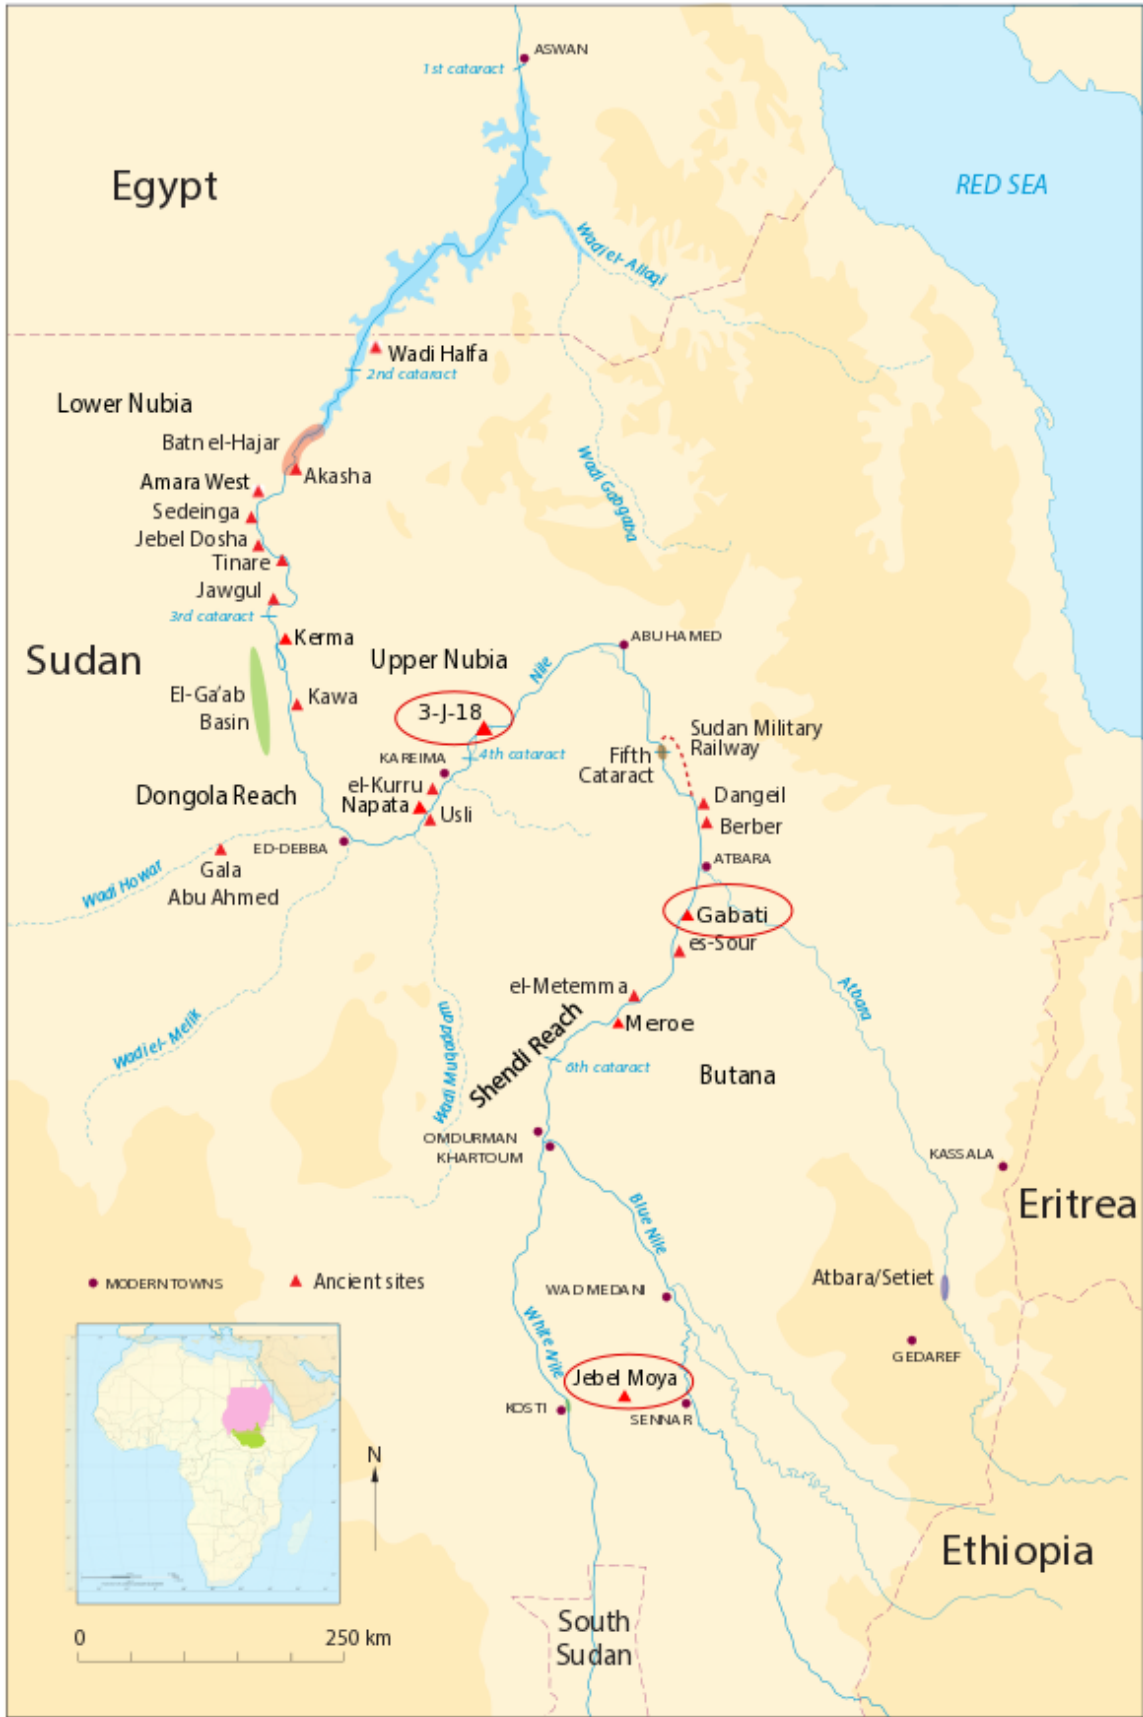 ASWAN
1st cataract
Egypt
RED SEA
Wadi el- Allaqi
Wadi Halfa
2nd cataract
Lower Nubia
Batn el-Hajar
Akasha
Amara West
Sedeinga
Jebel Dosha
Tinare
Jawgul
3rd cataract
Wadi Gabgaba
Kerma
ABU HAMED
Sudan
Upper Nubia
Nile
El-Ga'ab
Basin
Kawa
3-J-18
Sudan Military
Railway
4th cataract
Fifth
Cataract
KAREIMA
el-Kurru
Napata
Usli
Dongola Reach
Dangeil
Berber
ED-DEBBA
ATBARA
Gala
Abu Ahmed
Wadi Howar
Gabati
es-Sour
el-Metemma
Meroe
Atbara
Wadi el- Melik
Wadi Muqaddam
Shendi Reach
6th cataract
Butana
OMDURMAN
KHARTOUM
KASSALA
Eritrea
Blue Nile
MODERN TOWNS
Ancient sites
WAD MEDANI
Atbara/Setiet
White Nile
GEDAREF
Jebel Moya
KOSTI
SENNAR
N
Ethiopia
South
Sudan
0 250 km